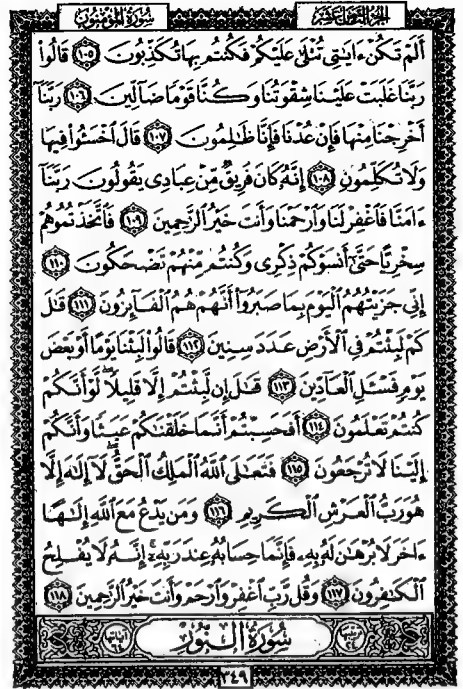 الجزء الثامن عشر سورة المؤمنون
أَلَمْ تَكُنْ ءَايَٰتِى تُتْلَىٰ عَلَيْكُمْ فَكُنتُم بِهَا تُكَذِّبُونَ ١٠٥ قَالُوا۟
رَبَّنَا غَلَبَتْ عَلَيْنَا شِقْوَتُنَا وَكُنَّا قَوْمًا ضَآلِّينَ ١٠٦ رَبَّنَآ
أَخْرِجْنَا مِنْهَا فَإِنْ عُدْنَا فَإِنَّا ظَٰلِمُونَ ١٠٧ قَالَ ٱخْسَـُٔوا۟ فِيهَا
وَلَا تُكَلِّمُونِ ١٠٨ إِنَّهُۥ كَانَ فَرِيقٌ مِّنْ عِبَادِى يَقُولُونَ رَبَّنَآ
ءَامَنَّا فَٱغْفِرْ لَنَا وَٱرْحَمْنَا وَأَنتَ خَيْرُ ٱلرَّٰحِمِينَ ١٠٩ فَٱتَّخَذْتُمُوهُمْ
سِخْرِيًّا حَتَّىٰٓ أَنسَوْكُمْ ذِكْرِى وَكُنتُم مِّنْهُمْ تَضْحَكُونَ ١١٠
إِنِّى جَزَيْتُهُمُ ٱلْيَوْمَ بِمَا صَبَرُوٓا۟ أَنَّهُمْ هُمُ ٱلْفَآئِزُونَ ١١١ قَٰلَ
كَمْ لَبِثْتُمْ فِى ٱلْأَرْضِ عَدَدَ سِنِينَ ١١٢ قَالُوا۟ لَبِثْنَا يَوْمًا أَوْ بَعْضَ
يَوْمٍ فَسْـَٔلِ ٱلْعَآدِّينَ ١١٣ قَٰلَ إِن لَّبِثْتُمْ إِلَّا قَلِيلًا ۖ لَّوْ أَنَّكُمْ
كُنتُمْ تَعْلَمُونَ ١١٤ أَفَحَسِبْتُمْ أَنَّمَا خَلَقْنَٰكُمْ عَبَثًا وَأَنَّكُمْ
إِلَيْنَا لَا تُرْجَعُونَ ١١٥ فَتَعَٰلَى ٱللَّهُ ٱلْمَلِكُ ٱلْحَقُّ ۖ لَآ إِلَٰهَ إِلَّا
هُوَ رَبُّ ٱلْعَرْشِ ٱلْكَرِيمِ ١١٦ وَمَن يَدْعُ مَعَ ٱللَّهِ إِلَٰهًا
ءَاخَرَ لَا بُرْهَٰنَ لَهُۥ بِهِۦ فَإِنَّمَا حِسَابُهُۥ عِندَ رَبِّهِۦٓ ۚ إِنَّهُۥ لَا يُفْلِحُ
ٱلْكَٰفِرُونَ ١١٧ وَقُل رَّبِّ ٱغْفِرْ وَٱرْحَمْ وَأَنتَ خَيْرُ ٱلرَّٰحِمِينَ ١١٨
ترتيبها ٢٤ سُورَةُ النُّورِ آياتها ٦٤
٣٤٩